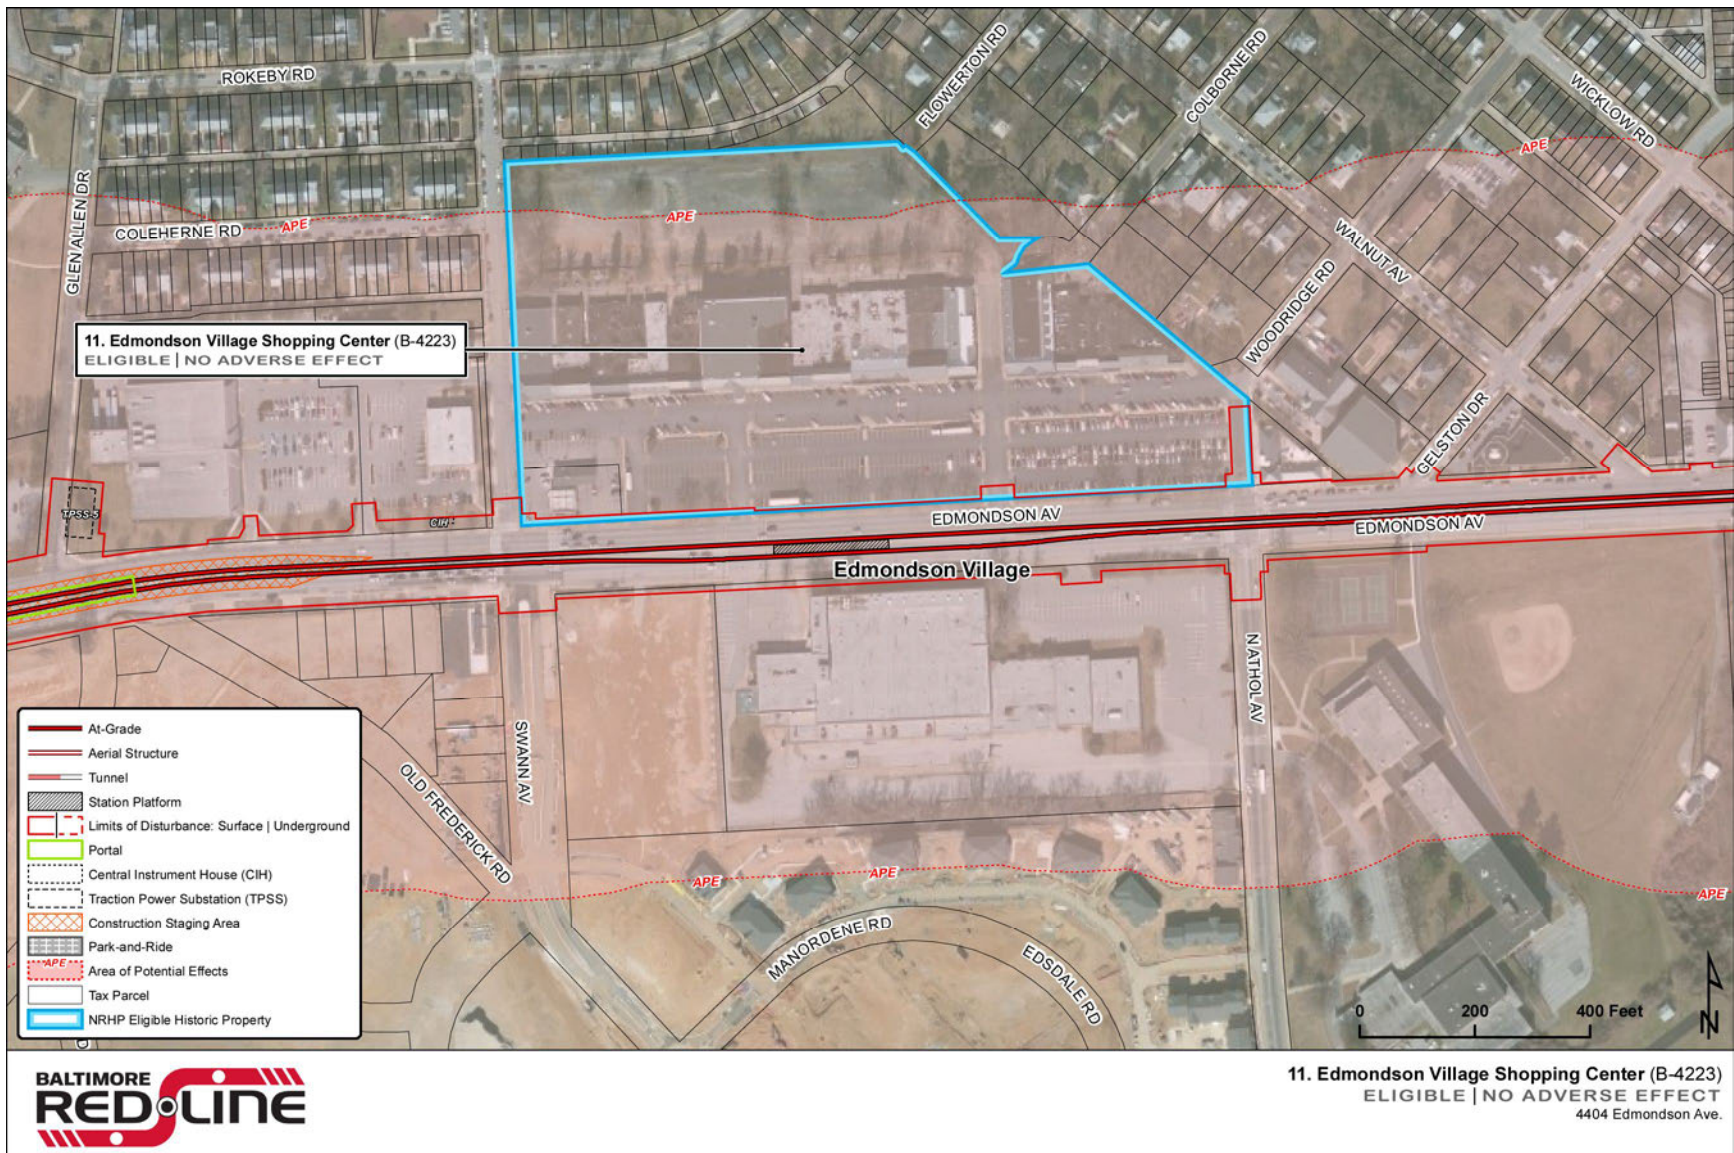 ROKEBY RD
FLOWERTON RD
COLBORNE RD
WICKLOW RD
GLEN ALLEN DR
COLEHERNE RD
APE
APE
APE
WALNUT AV
WOODRIDGE RD
11. Edmondson Village Shopping Center (B-4223)
ELIGIBLE | NO ADVERSE EFFECT
GELSTON DR
TPSS-5
CIH
EDMONDSON AV
EDMONDSON AV
Edmondson Village
N ATHOL AV
SWANN AV
OLD FREDERICK RD
APE
APE
APE
MANORDENE RD
EDSDALE RD
At-Grade
Aerial Structure
Tunnel
Station Platform
Limits of Disturbance: Surface | Underground
Portal
Central Instrument House (CIH)
Traction Power Substation (TPSS)
Construction Staging Area
Park-and-Ride
APE
Area of Potential Effects
Tax Parcel
NRHP Eligible Historic Property
D
0 200 400 Feet
N
BALTIMORE
RED LINE
11. Edmondson Village Shopping Center (B-4223)
ELIGIBLE | NO ADVERSE EFFECT
4404 Edmondson Ave.